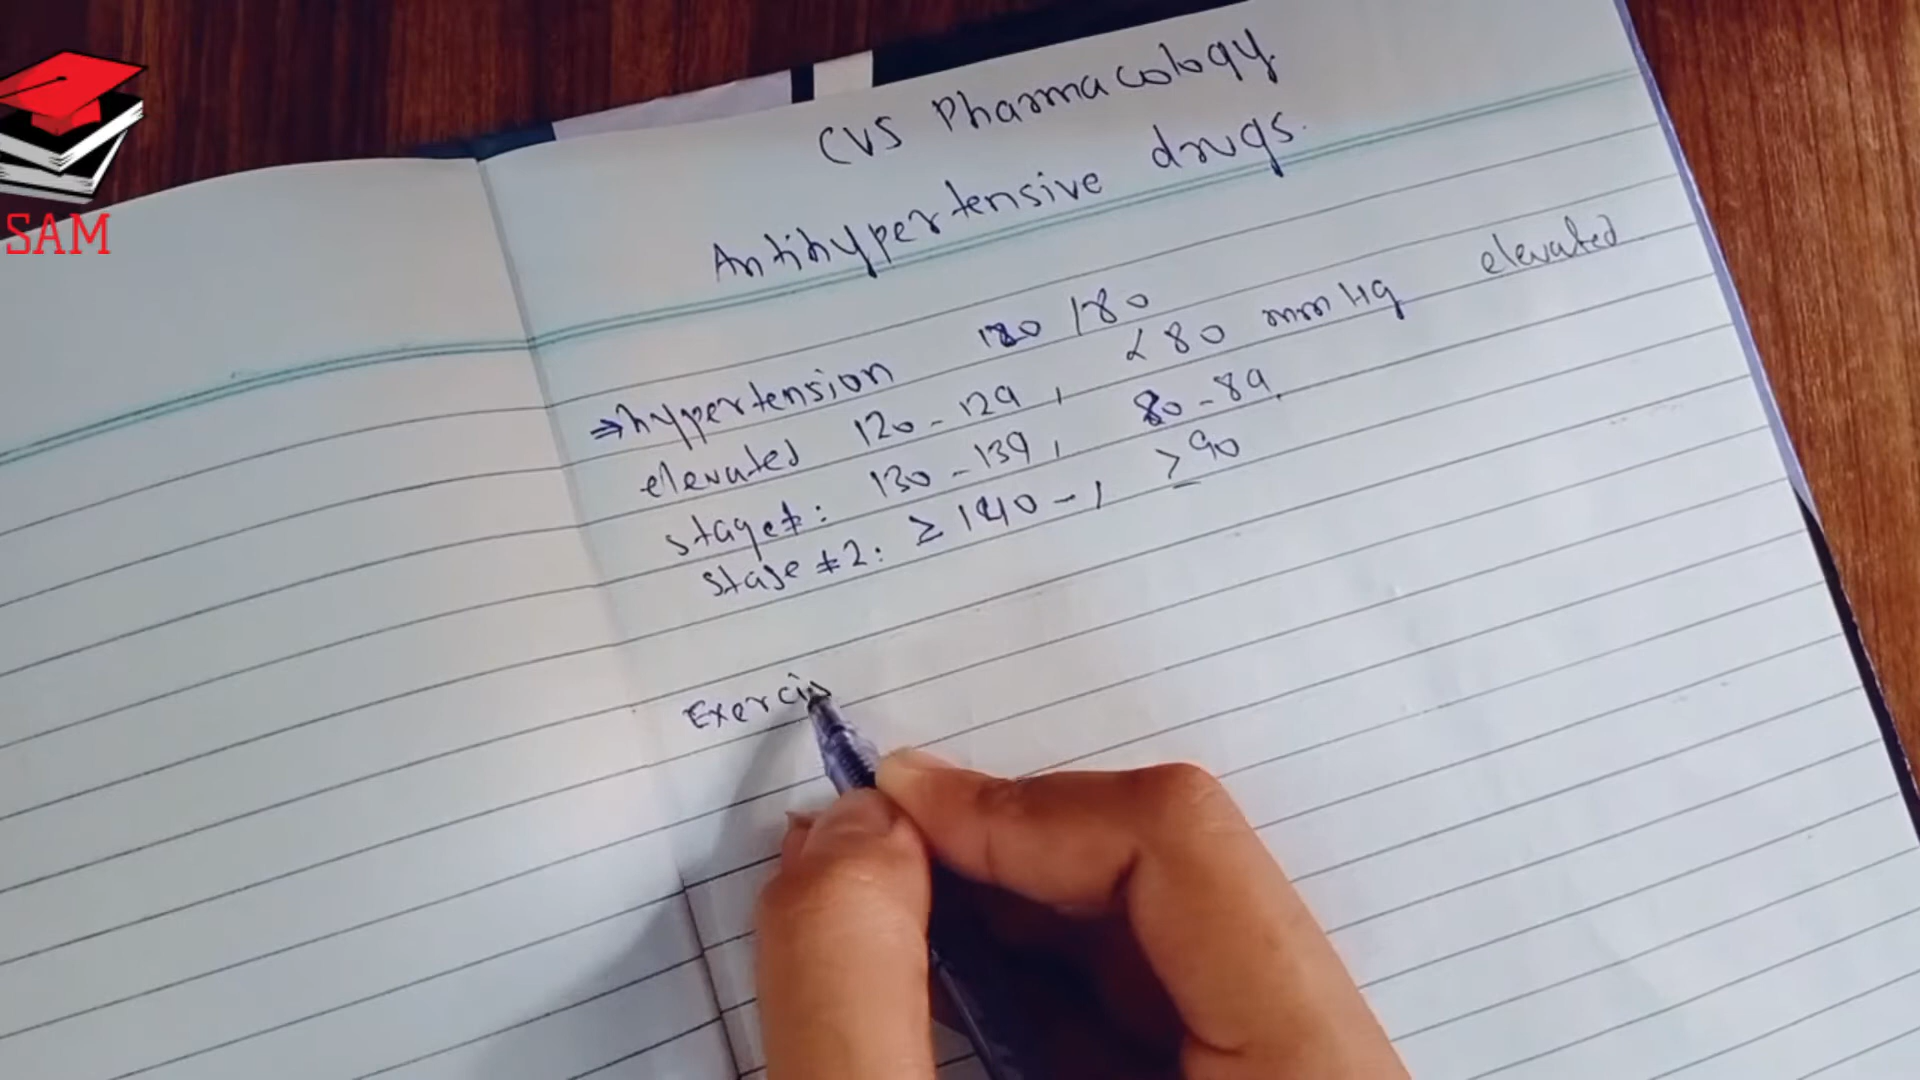 SAM
CVS Pharmacology
Antihypertensive drugs.
elevated
⇒hypertension 120 / 80
elevated 120 - 129 , < 80 mmHg
stage 1: 130 - 139 , 80 - 89.
stage #2: ≥ 140 - , ≥ 90
Exerci